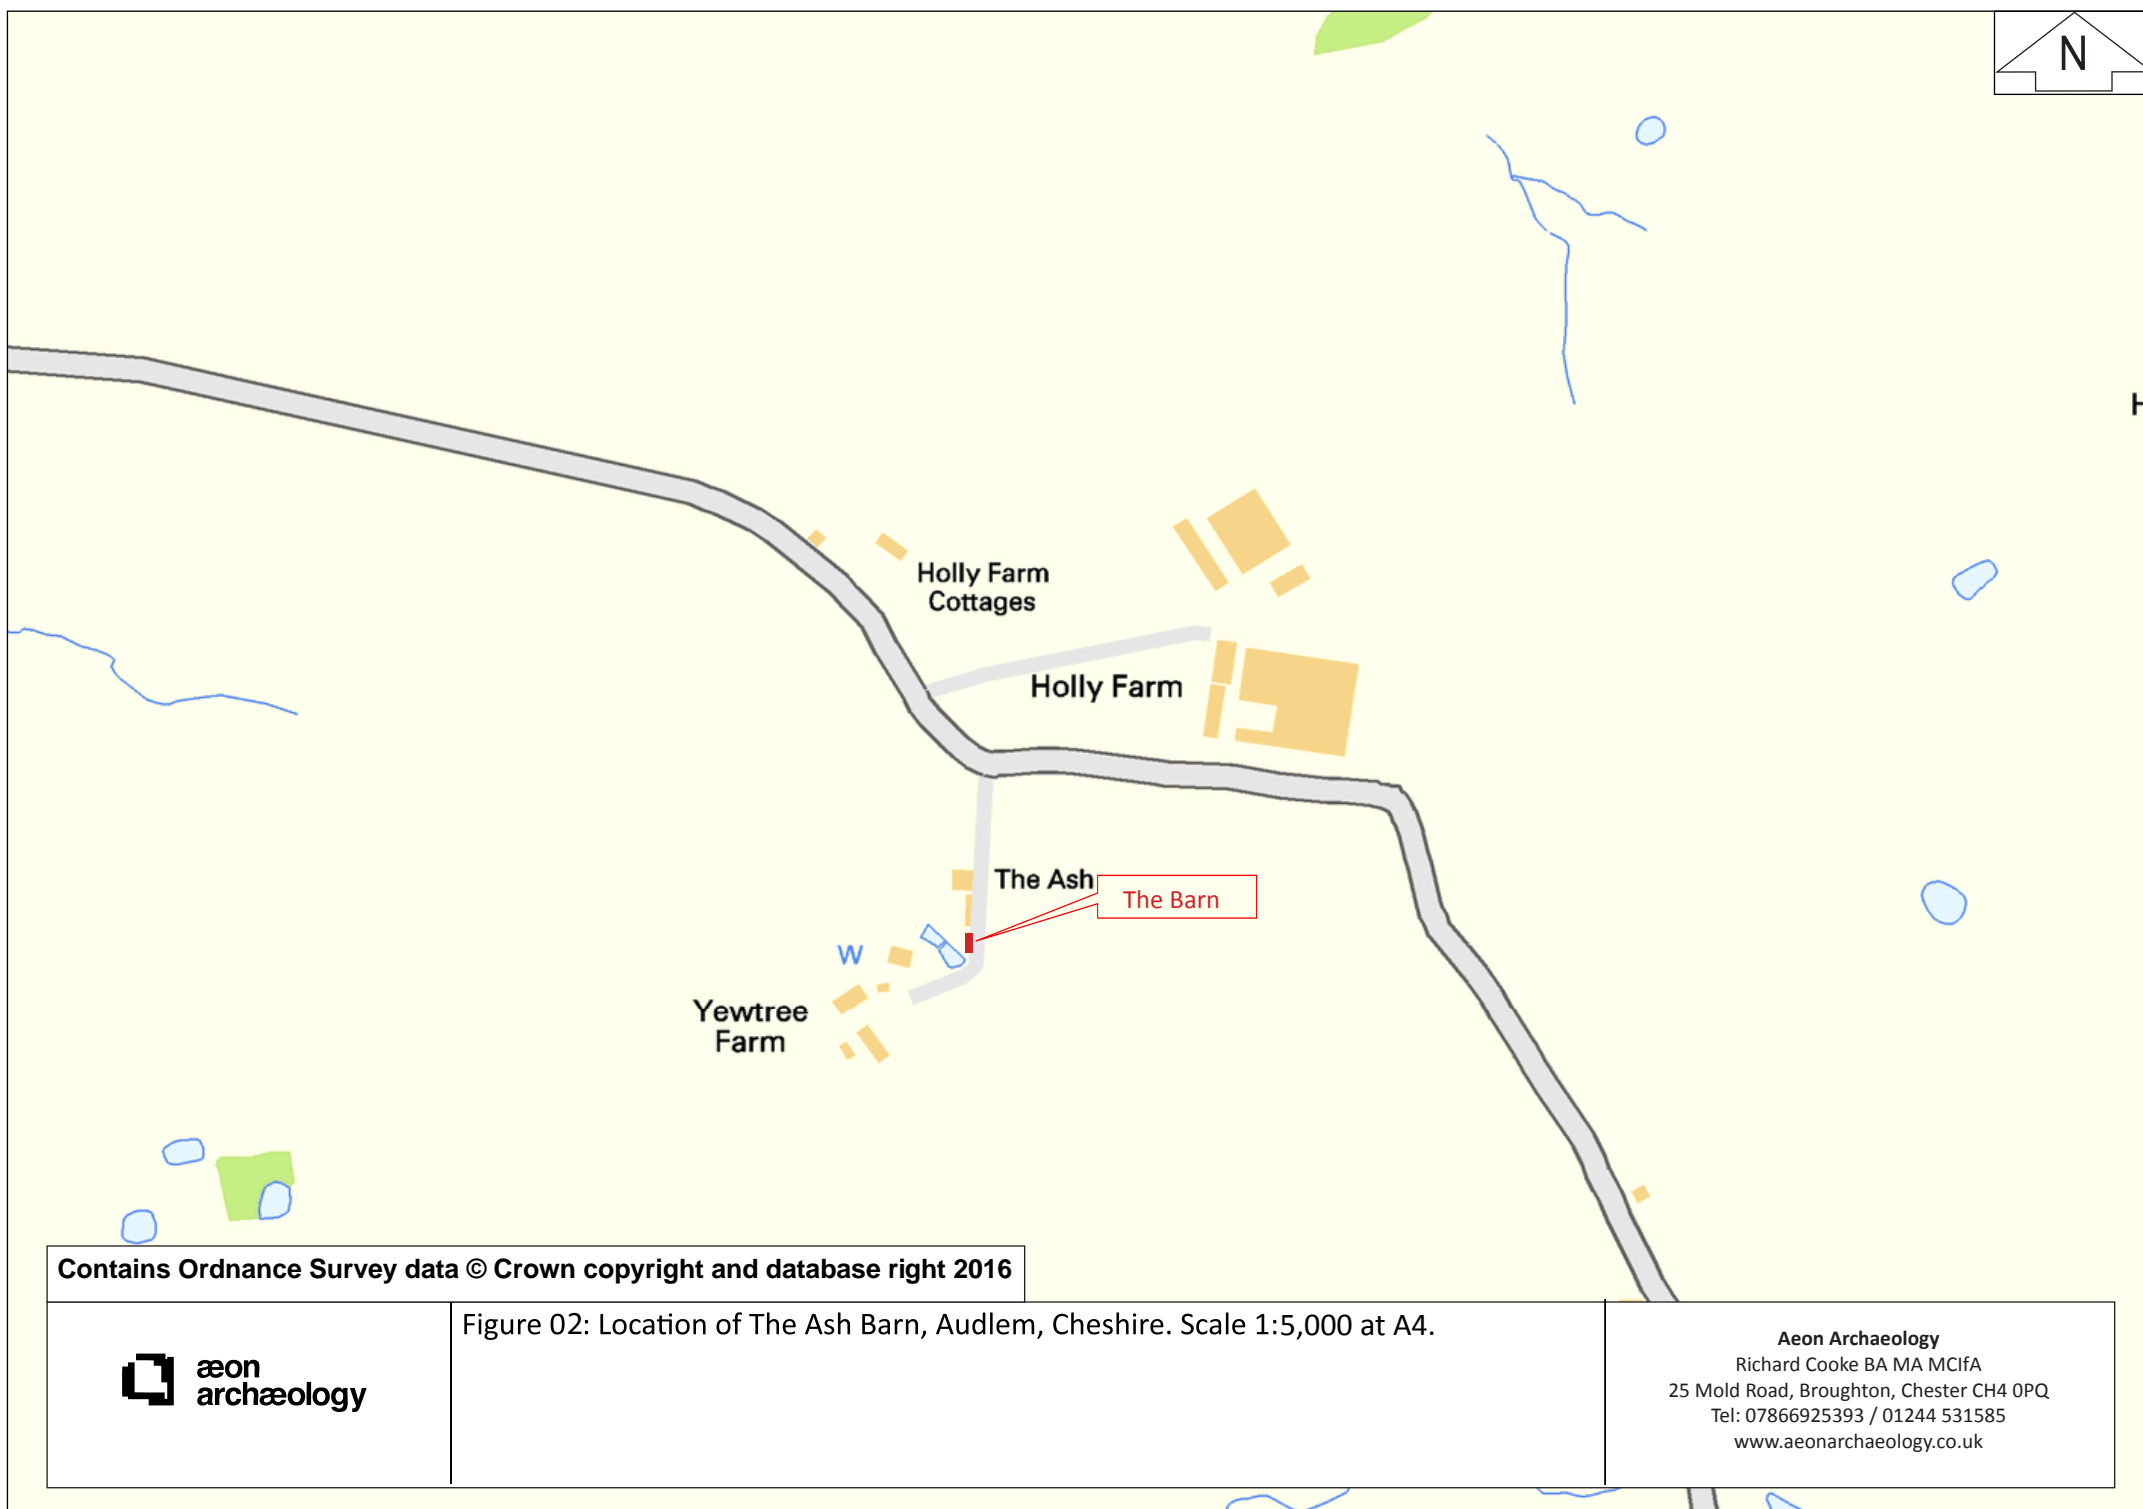 N
H
Holly Farm
Cottages
Holly Farm
The Ash
The Barn
W
Yewtree
Farm
Contains Ordnance Survey data © Crown copyright and database right 2016
æon
archæology
Figure 02: Location of The Ash Barn, Audlem, Cheshire. Scale 1:5,000 at A4.
Aeon Archaeology
Richard Cooke BA MA MCIfA
25 Mold Road, Broughton, Chester CH4 0PQ
Tel: 07866925393 / 01244 531585
www.aeonarchaeology.co.uk